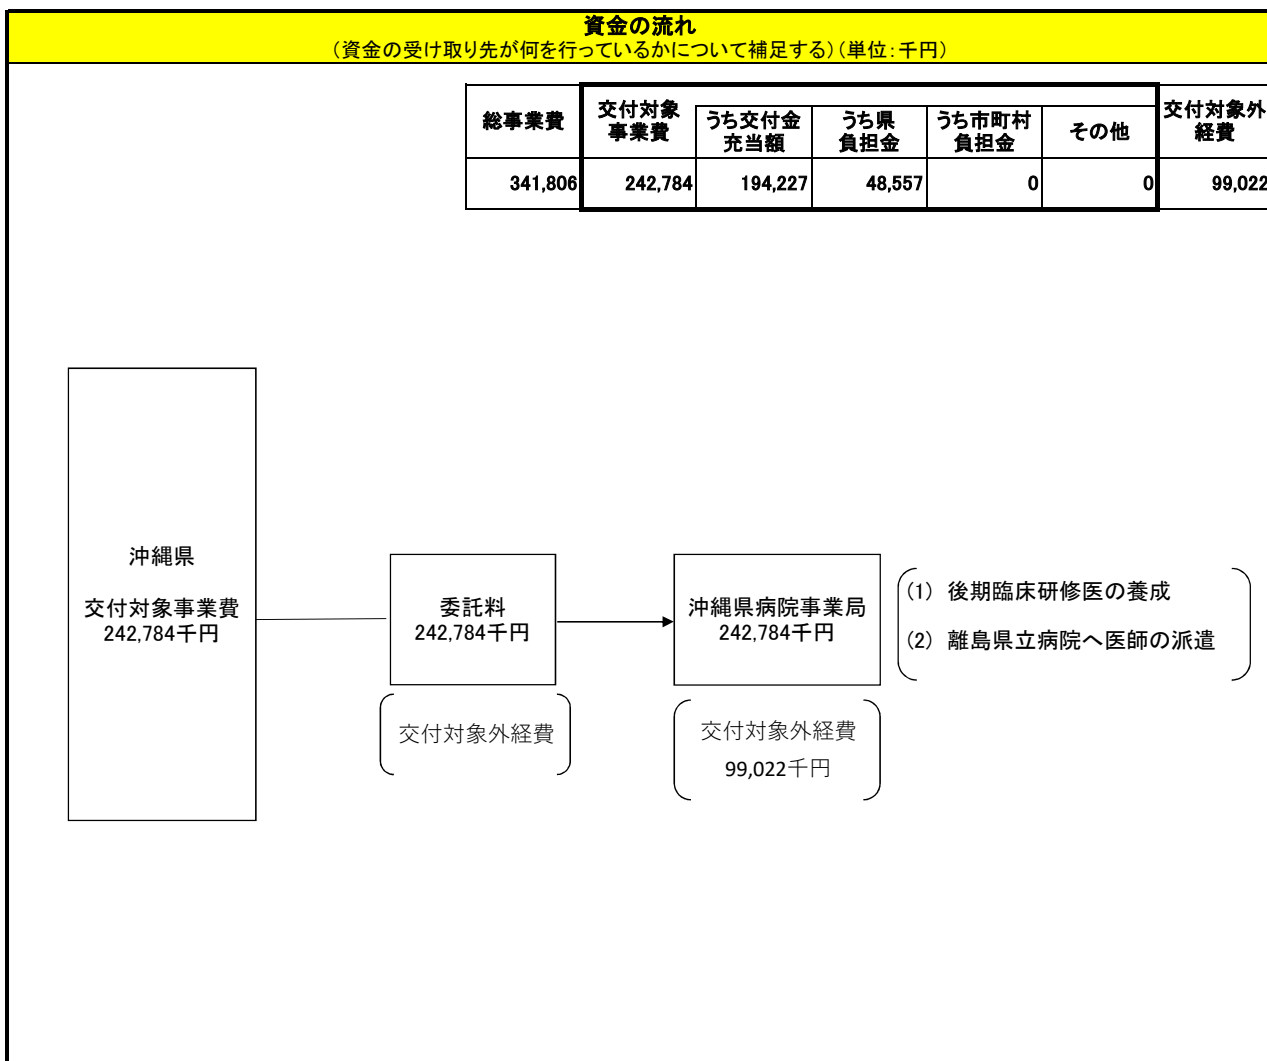 資金の流れ
(資金の受け取り先が何を行っているかについて補足する)(単位:千円)
総事業費
交付対象
事業費
うち交付金
充当額
うち県
負担金
うち市町村
負担金
その他
交付対象外
経費
341,806 242,784 194,227 48,557 0 0 99,022
沖縄県
交付対象事業費
242,784千円
委託料
242,784千円
交付対象外経費
沖縄県病院事業局
242,784千円
交付対象外経費
99,022千円
(1) 後期臨床研修医の養成
(2) 離島県立病院へ医師の派遣